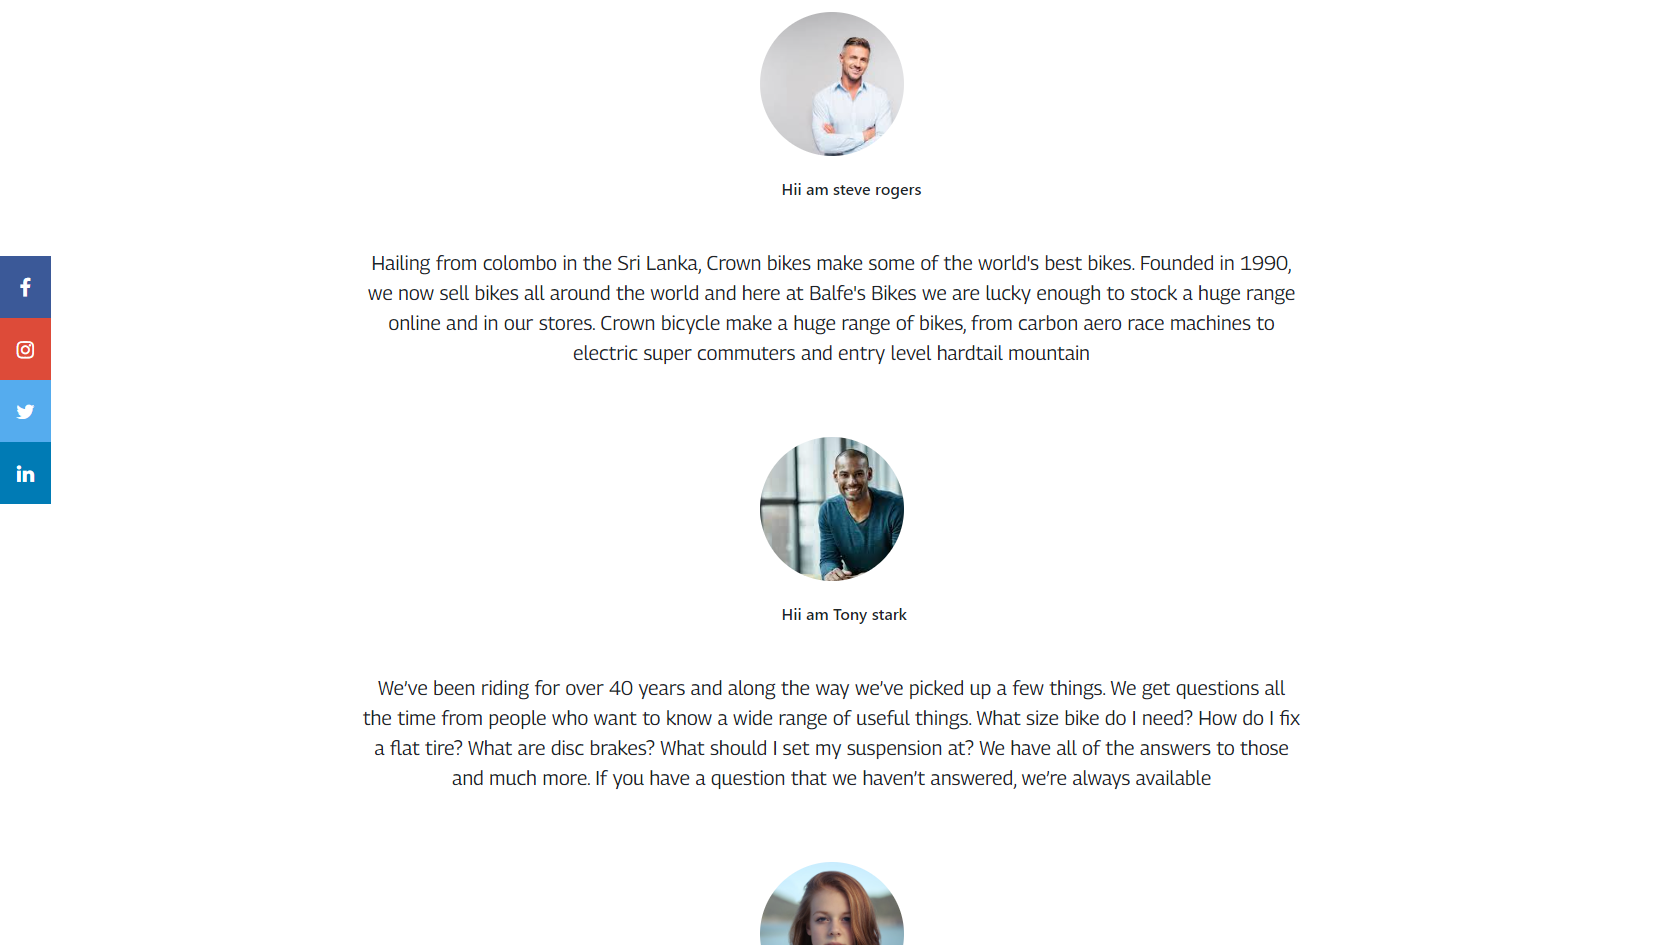 Hii am steve rogers
Hailing from colombo in the Sri Lanka, Crown bikes make some of the world's best bikes. Founded in 1990,
we now sell bikes all around the world and here at Balfe's Bikes we are lucky enough to stock a huge range
online and in our stores. Crown bicycle make a huge range of bikes, from carbon aero race machines to
electric super commuters and entry level hardtail mountain
Hii am Tony stark
We’ve been riding for over 40 years and along the way we’ve picked up a few things. We get questions all
the time from people who want to know a wide range of useful things. What size bike do I need? How do I fix
a flat tire? What are disc brakes? What should I set my suspension at? We have all of the answers to those
and much more. If you have a question that we haven’t answered, we’re always available